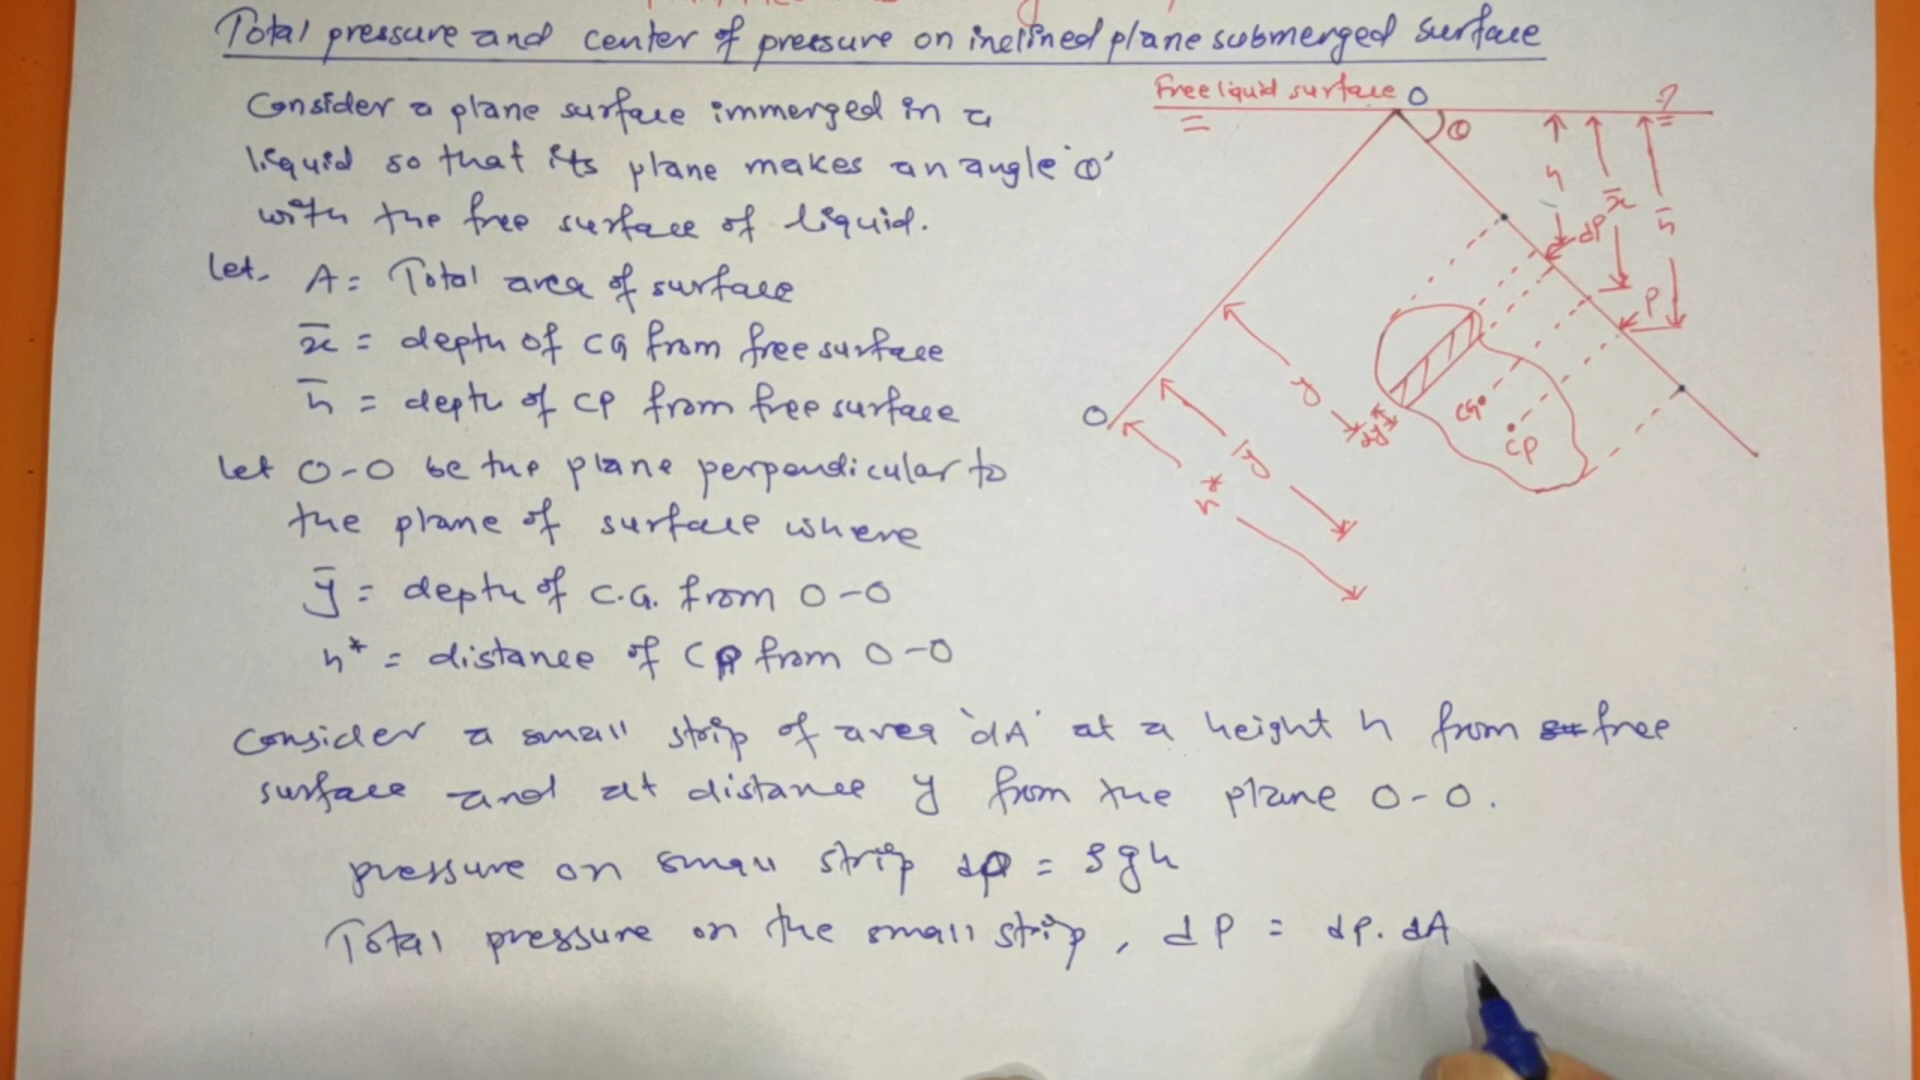 Total pressure and center of pressure on inclined plane submerged surface
Consider a plane surface immerged in a
liquid so that its plane makes an angle 'θ'
with the free surface of liquid.
Let- A = Total area of surface
x̄ = depth of CG from free surface
h̄ = depth of CP from free surface
Let O-O be the plane perpendicular to
the plane of surface where
ȳ = depth of C.G. from O-O
h* = distance of CP from O-O
Consider a small strip of area 'dA' at a height h from free
surface and at distance y from the plane O-O.
pressure on small strip dp = ρgh
Total pressure on the small strip, dP = dp. dA
Free liquid surface O
θ
h
x̄
h̄
dP
P
O
y
dy
ȳ
h*
CG
CP